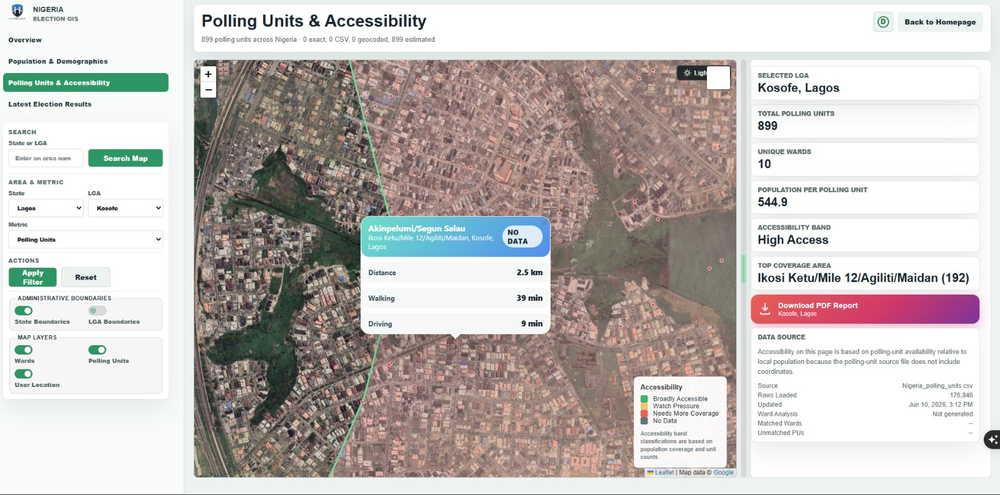 NIGERIA
ELECTION GIS
Overview
Population & Demographics
Polling Units & Accessibility
Latest Election Results
SEARCH
State or LGA
Enter an area nam
Search Map
AREA & METRIC
State
LGA
Lagos
Kosofe
Metric
Polling Units
ACTIONS
Apply
Filter
Reset
ADMINISTRATIVE BOUNDARIES
State Boundaries
LGA Boundaries
MAP LAYERS
Wards
Polling Units
User Location
Polling Units & Accessibility
899 polling units across Nigeria · 0 exact, 0 CSV, 0 geocoded, 899 estimated
D
Back to Homepage
+
−
Ligh
Akinpelumi/Segun Salau
Ikosi Ketu/Mile 12/Agiliti/Maidan, Kosofe,
Lagos
NO
DATA
×
Distance
2.5 km
Walking
39 min
Driving
9 min
Accessibility
Broadly Accessible
Watch Pressure
Needs More Coverage
No Data
Accessibility band
classifications are based on
population coverage and unit
counts.
Leaflet | Map data © Google
SELECTED LGA
Kosofe, Lagos
TOTAL POLLING UNITS
899
UNIQUE WARDS
10
POPULATION PER POLLING UNIT
544.9
ACCESSIBILITY BAND
High Access
TOP COVERAGE AREA
Ikosi Ketu/Mile 12/Agiliti/Maidan (192)
Download PDF Report
Kosofe, Lagos
DATA SOURCE
Accessibility on this page is based on polling-unit availability relative to
local population because the polling-unit source file does not include
coordinates.
Source
Nigeria_polling_units.csv
Rows Loaded
176,846
Updated
Jun 10, 2026, 3:12 PM
Ward Analysis
Not generated
Matched Wards
--
Unmatched PUs
--